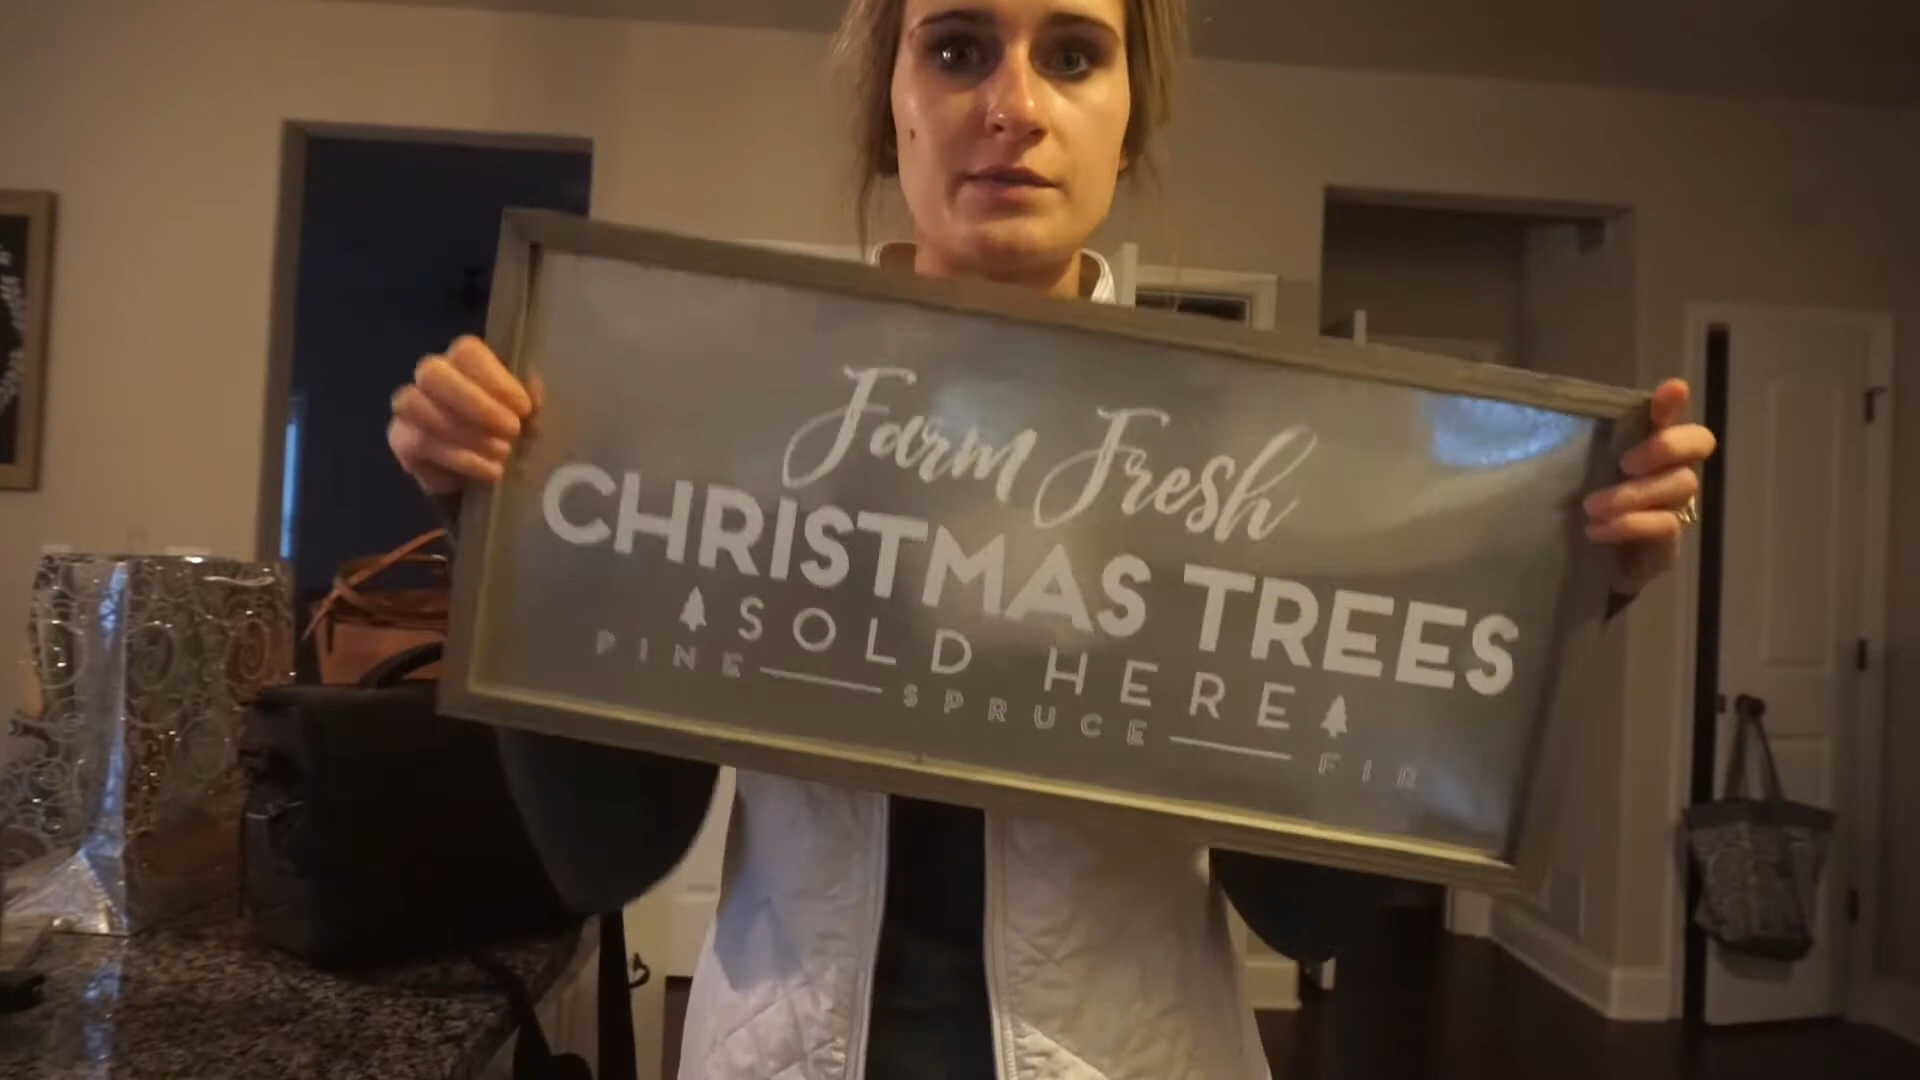 Farm Fresh
CHRISTMAS TREES
SOLD HERE
PINE — SPRUCE — FIR